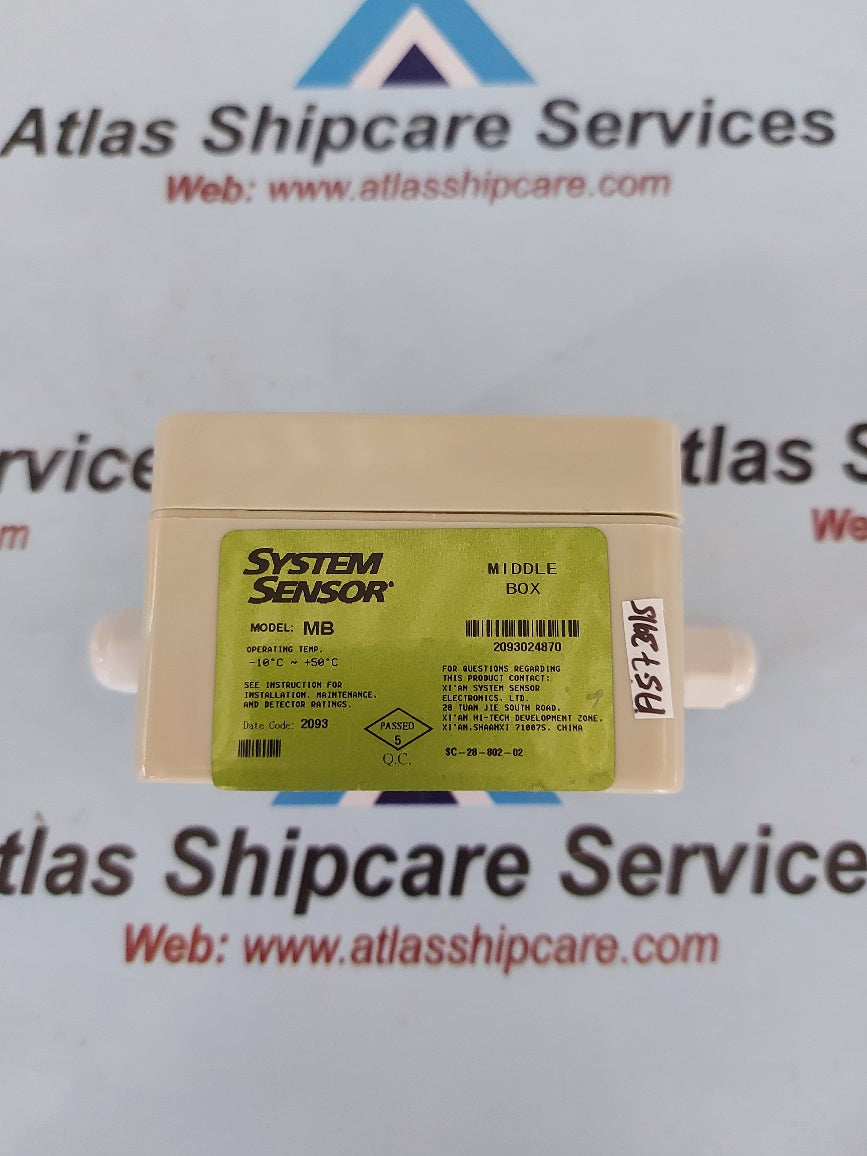 Atlas Shipcare Services
Web: www.atlasshipcare.com
rvice
m
tlas S
We
SYSTEM
SENSOR
MIDDLE
BOX
MODEL: MB
2093024870
OPERATING TEMP.
-10°C ~ +50°C
SEE INSTRUCTION FOR
INSTALLATION, MAINTENANCE,
AND DETECTOR RATINGS.
Date Code: 2093
PASSED
5
Q.C.
FOR QUESTIONS REGARDING
THIS PRODUCT CONTACT:
XI'AN SYSTEM SENSOR
ELECTRONICS, LTD.
28 TUAN JIE SOUTH ROAD,
XI'AN HI-TECH DEVELOPMENT ZONE,
XI'AN,SHAANXI 710075, CHINA
SC-28-802-02
tlas Shipcare Service
Web: www.atlasshipcare.com